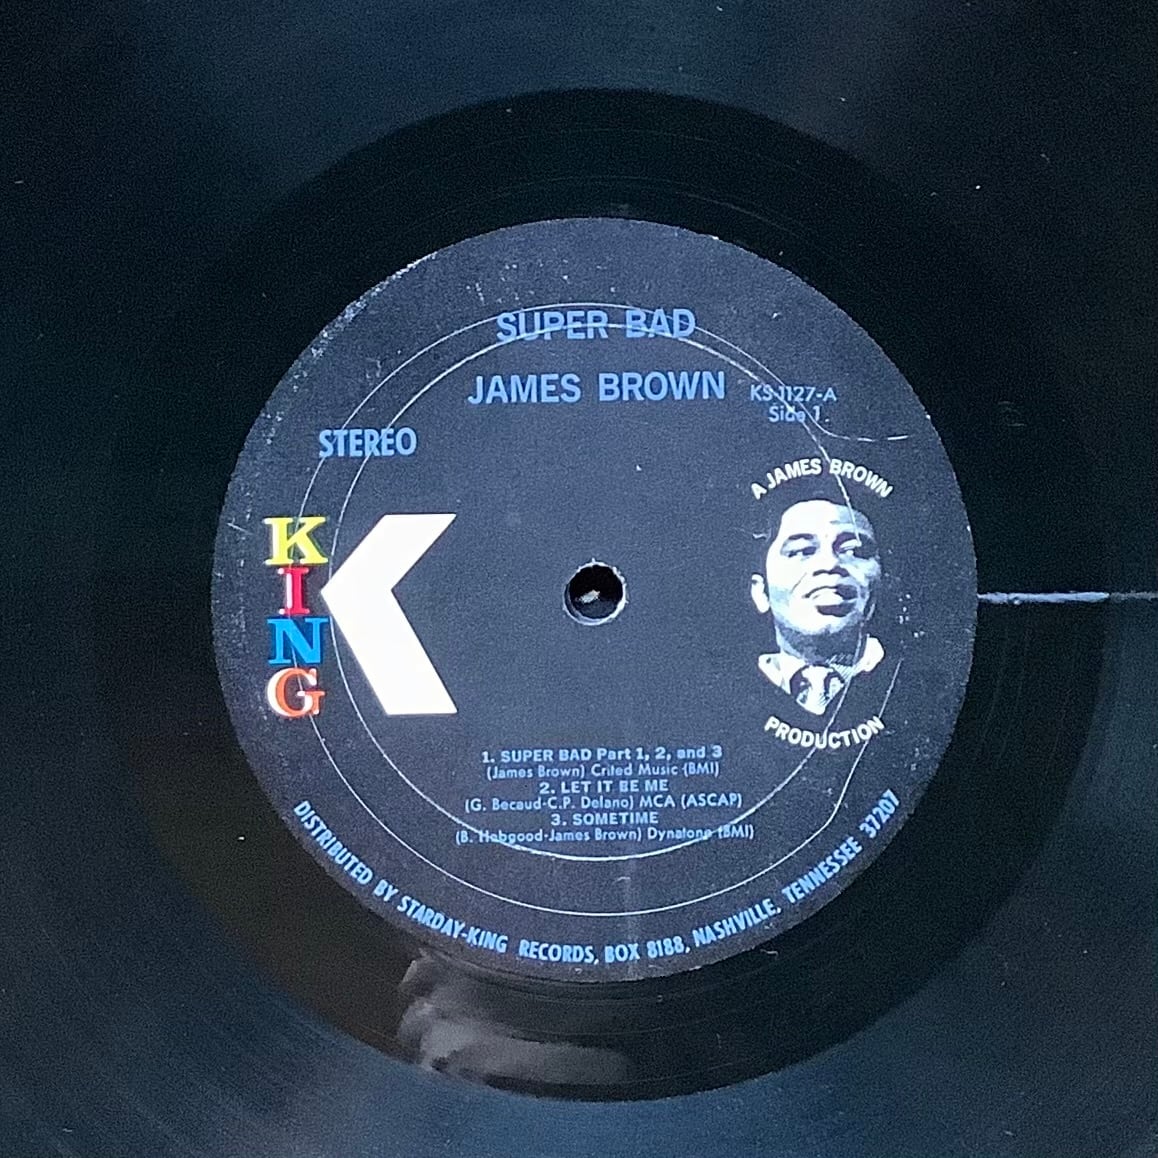 SUPER BAD
JAMES BROWN
KS-1127-A
Side 1
STEREO
A JAMES BROWN
PRODUCTION
KING
K
1. SUPER BAD Part 1, 2, and 3
(James Brown) Crited Music (BMI)
2. LET IT BE ME
(G. Becaud-C.P. Delano) MCA (ASCAP)
3. SOMETIME
(B. Hobgood-James Brown) Dynatone (BMI)
DISTRIBUTED BY STARDAY-KING RECORDS, BOX 8188, NASHVILLE, TENNESSEE 37207